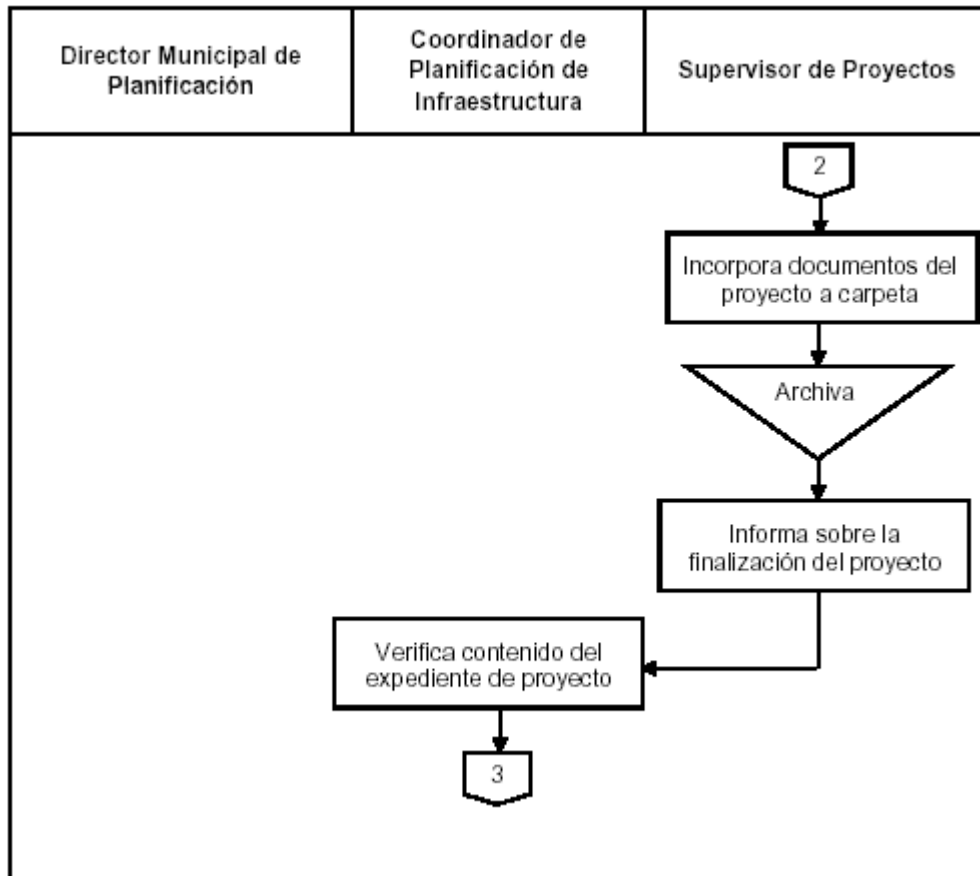 Director Municipal de
Planificación
Coordinador de
Planificación de
Infraestructura
Supervisor de Proyectos
2
Incorpora documentos del
proyecto a carpeta
Archiva
Informa sobre la
finalización del proyecto
Verifica contenido del
expediente de proyecto
3